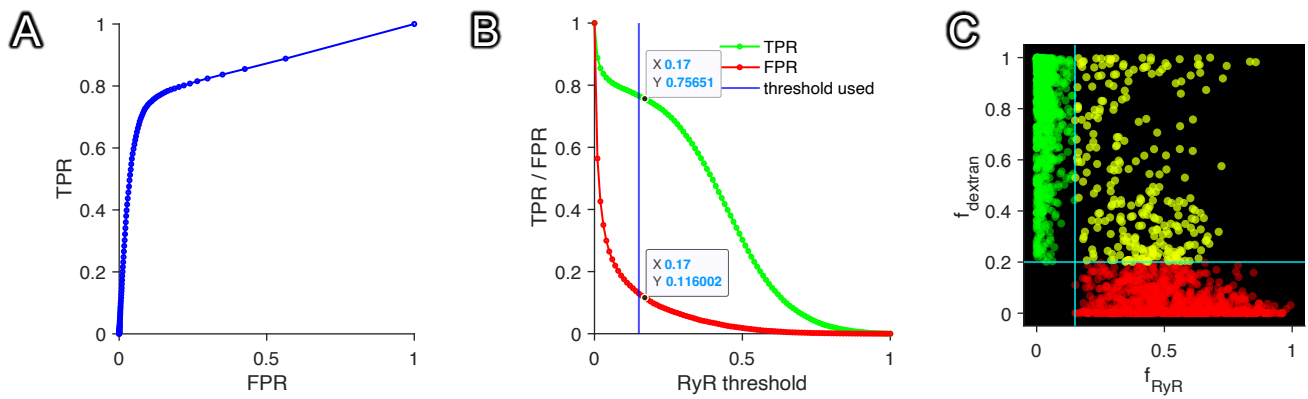 A
TPR
1
0.8
0.6
0.4
0.2
0
0
0.5
1
FPR
B
TPR / FPR
1
0.8
0.6
0.4
0.2
0
0
0.5
1
RyR threshold
TPR
FPR
threshold used
X 0.17
Y 0.75651
X 0.17
Y 0.116002
C
f_dextran
1
0.8
0.6
0.4
0.2
0
0
0.5
1
f_RyR